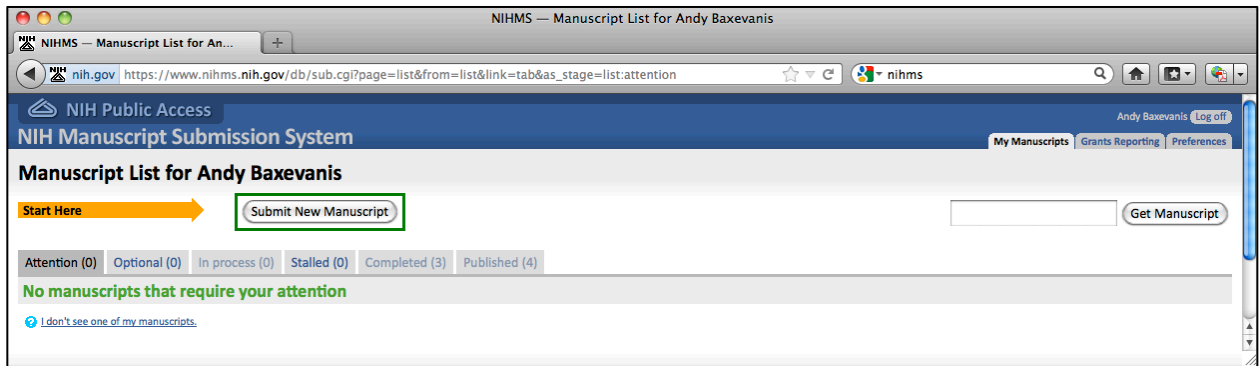 NIHMS — Manuscript List for Andy Baxevanis
NIH NIHMS — Manuscript List for An... +
NIH nih.gov https://www.nihms.nih.gov/db/sub.cgi?page=list&from=list&link=tab&as_stage=list:attention nihms
NIH Public Access
Andy Baxevanis Log off
NIH Manuscript Submission System
My Manuscripts Grants Reporting Preferences
Manuscript List for Andy Baxevanis
Start Here Submit New Manuscript Get Manuscript
Attention (0) Optional (0) In process (0) Stalled (0) Completed (3) Published (4)
No manuscripts that require your attention
? I don't see one of my manuscripts.